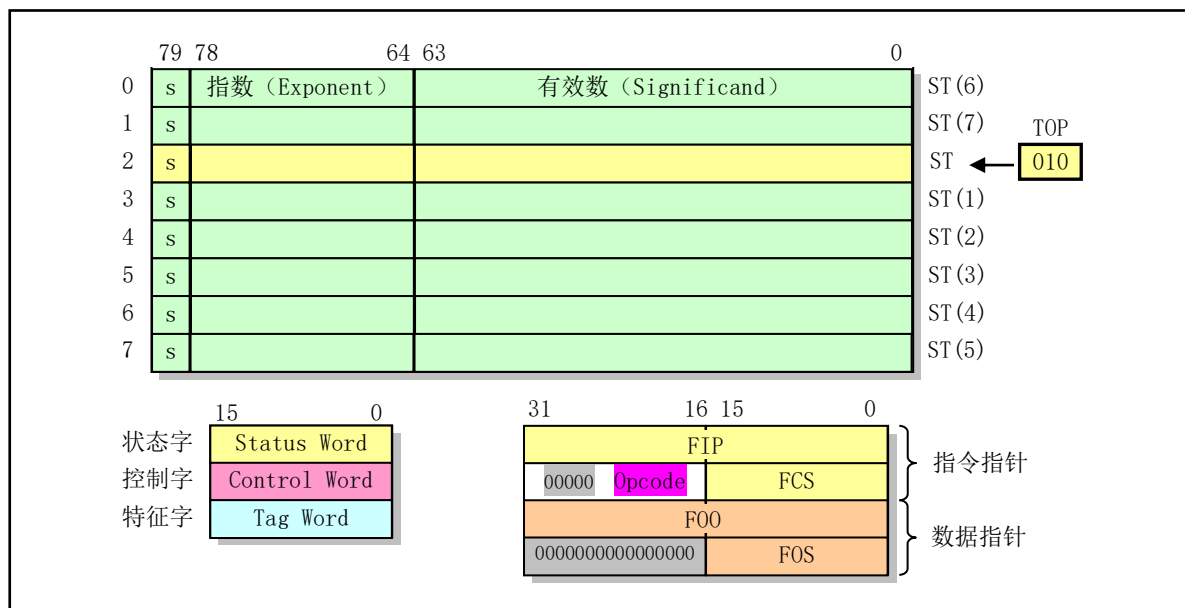 79 78 64 63 0
0 s 指数（Exponent） 有效数（Significand） ST(6)
1 s ST(7) TOP
2 s ST 010
3 s ST(1)
4 s ST(2)
5 s ST(3)
6 s ST(4)
7 s ST(5)
15 0
状态字 Status Word
控制字 Control Word
特征字 Tag Word
31 16 15 0
FIP
00000 Opcode FCS
指令指针
FOO
0000000000000000 FOS
数据指针